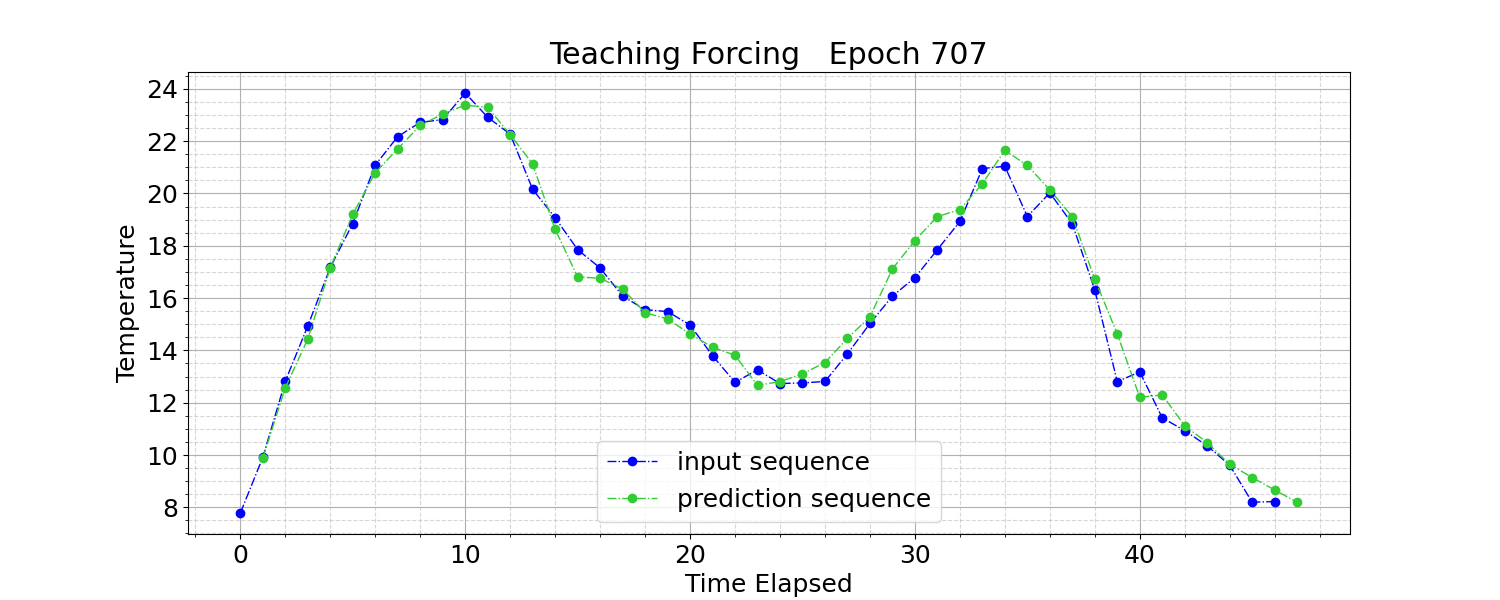 Teaching Forcing   Epoch 707
Temperature
24
22
20
18
16
14
12
10
8
input sequence
prediction sequence
0 10 20 30 40
Time Elapsed